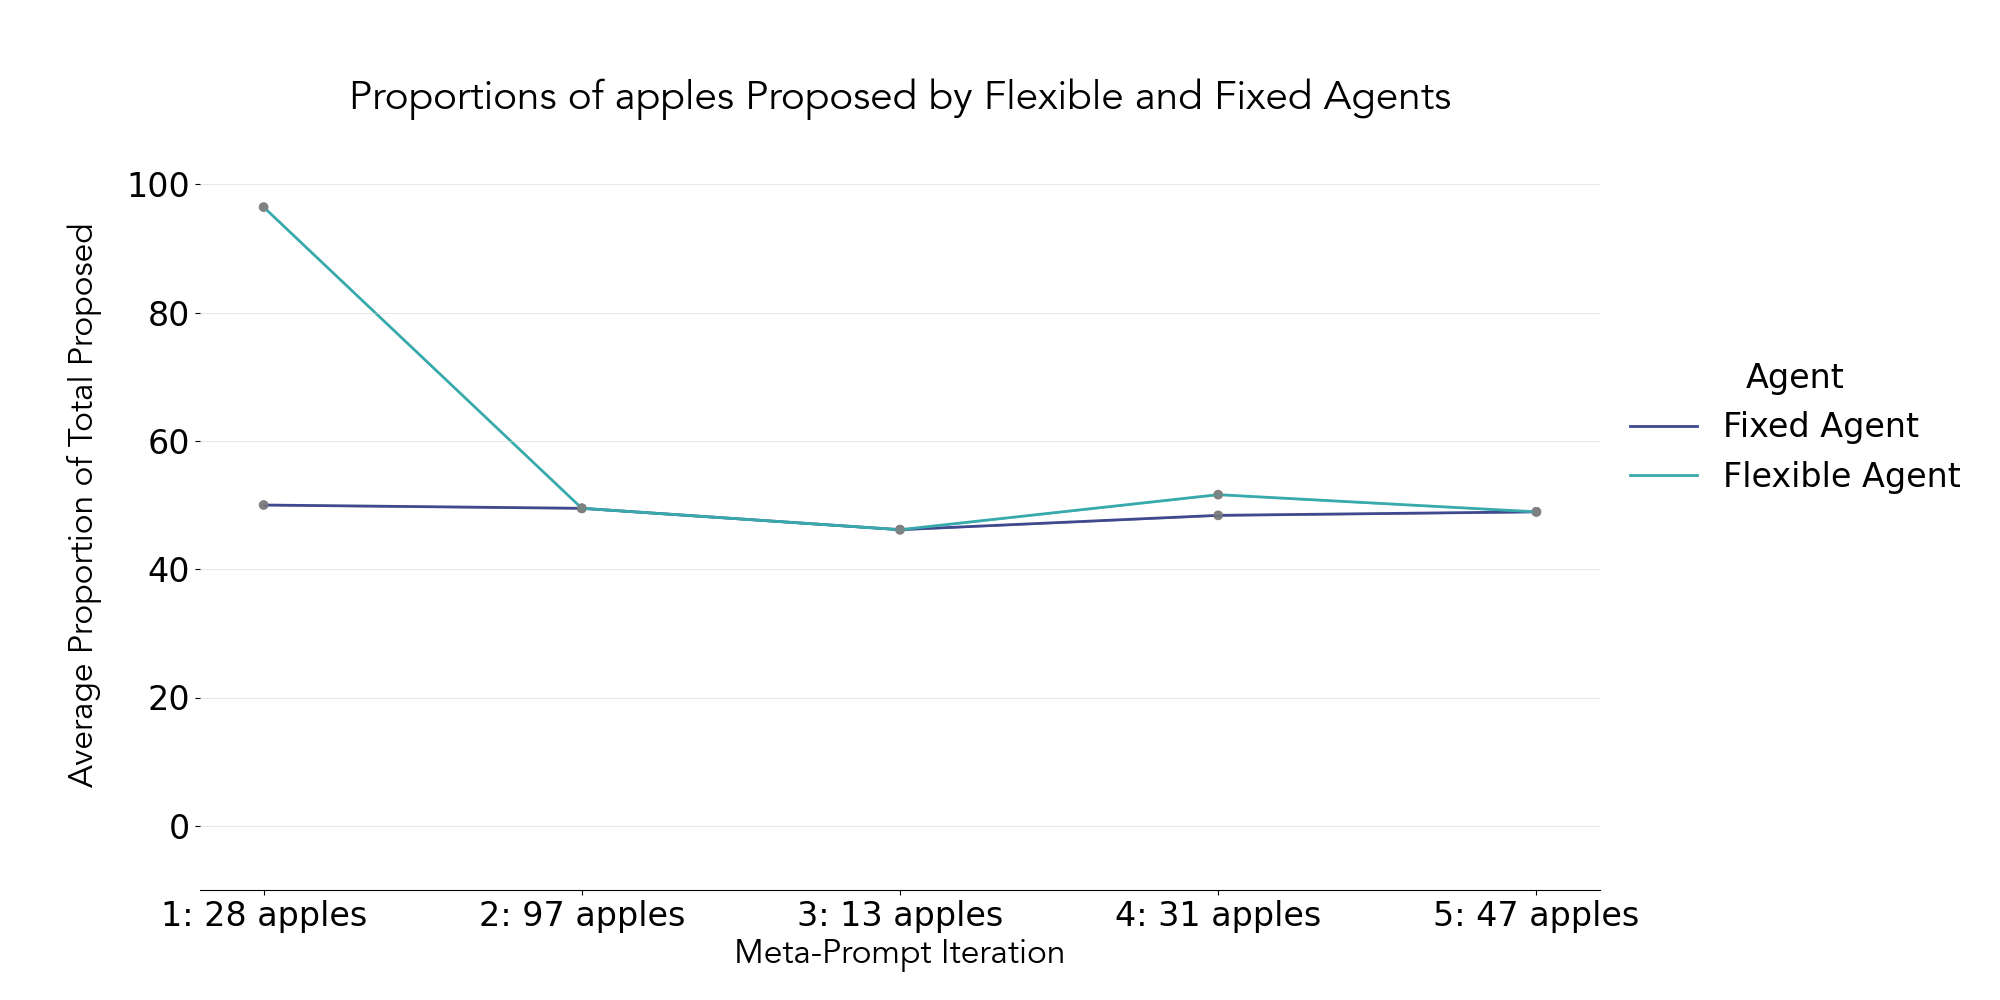 Proportions of apples Proposed by Flexible and Fixed Agents
Average Proportion of Total Proposed
100
80
60
40
20
0
1: 28 apples
2: 97 apples
3: 13 apples
4: 31 apples
5: 47 apples
Meta-Prompt Iteration
Agent
Fixed Agent
Flexible Agent